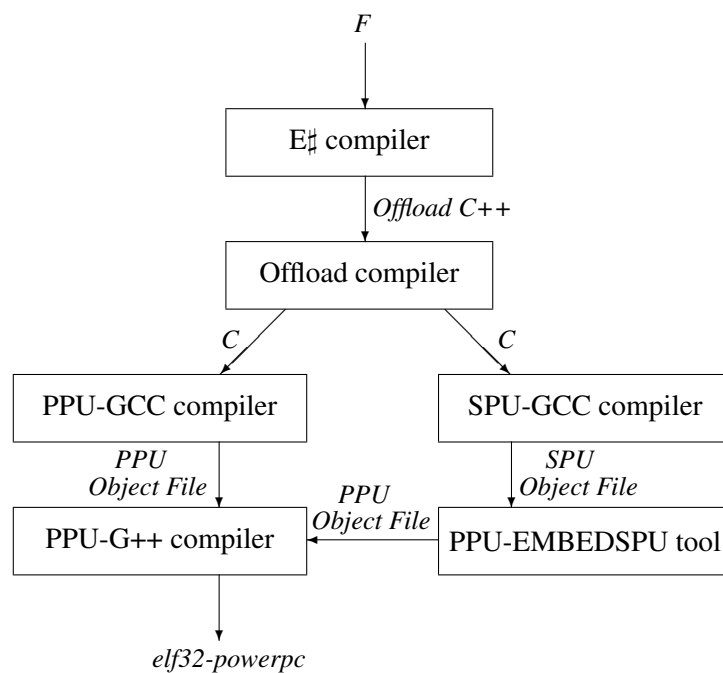 F
E♯ compiler
Offload C++
Offload compiler
C
C
PPU-GCC compiler
SPU-GCC compiler
PPU
Object File
SPU
Object File
PPU
Object File
PPU-G++ compiler
PPU-EMBEDSPU tool
elf32-powerpc